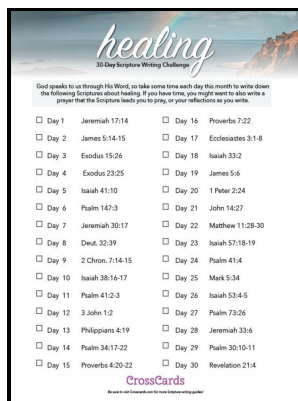 healing
30-Day Scripture Writing Challenge
God speaks to us through His Word, so take some time each day this month to write down
the following Scriptures about healing. If you have time, you might want to also write a
prayer that the Scripture leads you to pray, or your reflections as you write.
Day 1 Jeremiah 17:14
Day 2 James 5:14-15
Day 3 Exodus 15:26
Day 4 Exodus 23:25
Day 5 Isaiah 41:10
Day 6 Psalm 147:3
Day 7 Jeremiah 30:17
Day 8 Deut. 32:39
Day 9 2 Chron. 7:14-15
Day 10 Isaiah 38:16-17
Day 11 Psalm 41:2-3
Day 12 3 John 1:2
Day 13 Philippians 4:19
Day 14 Psalm 34:17-22
Day 15 Proverbs 4:20-22
Day 16 Proverbs 7:22
Day 17 Ecclesiastes 3:1-8
Day 18 Isaiah 33:2
Day 19 James 5:6
Day 20 1 Peter 2:24
Day 21 John 14:27
Day 22 Matthew 11:28-30
Day 23 Isaiah 57:18-19
Day 24 Psalm 41:4
Day 25 Mark 5:34
Day 26 Isaiah 53:4-5
Day 27 Psalm 73:26
Day 28 Jeremiah 33:6
Day 29 Psalm 30:10-11
Day 30 Revelation 21:4
CrossCards
Be sure to visit Crosscards.com for more Scripture writing guides!